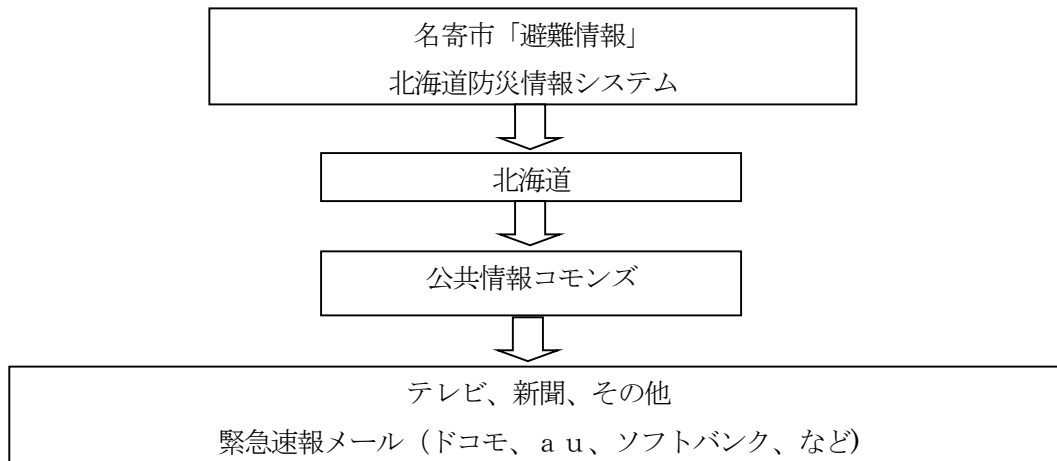 名寄市「避難情報」
北海道防災情報システム
北海道
公共情報コモンズ
テレビ、新聞、その他
緊急速報メール（ドコモ、ａｕ、ソフトバンク、など)